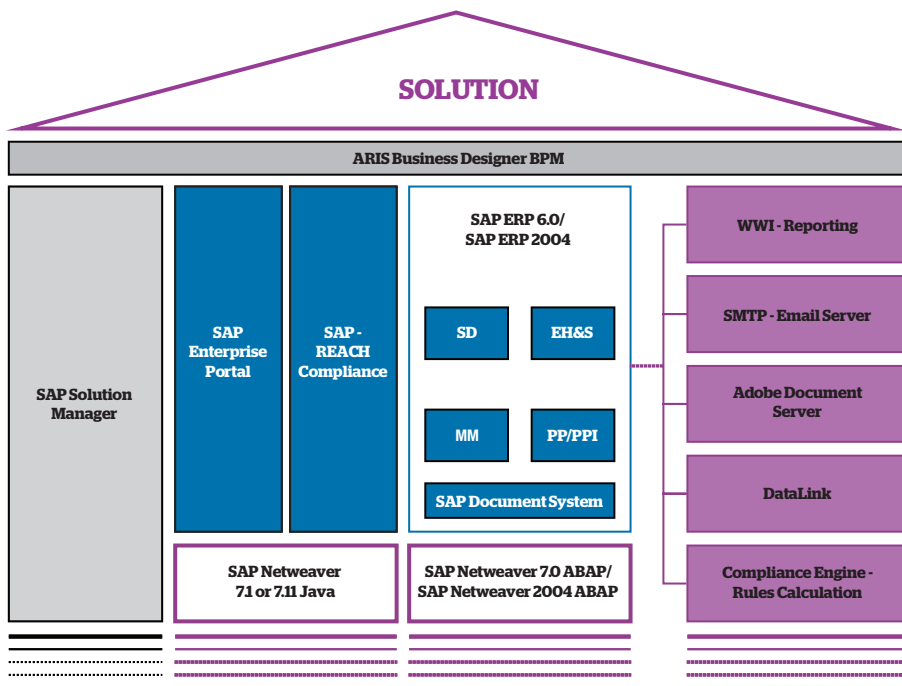 SOLUTION
ARIS Business Designer BPM
SAP Solution
Manager
SAP
Enterprise
Portal
SAP -
REACH
Compliance
SAP ERP 6.0/
SAP ERP 2004
SD
EH&S
MM
PP/PPI
SAP Document System
SAP Netweaver
7.1 or 7.11 Java
SAP Netweaver 7.0 ABAP/
SAP Netweaver 2004 ABAP
WWI - Reporting
SMTP - Email Server
Adobe Document
Server
DataLink
Compliance Engine -
Rules Calculation